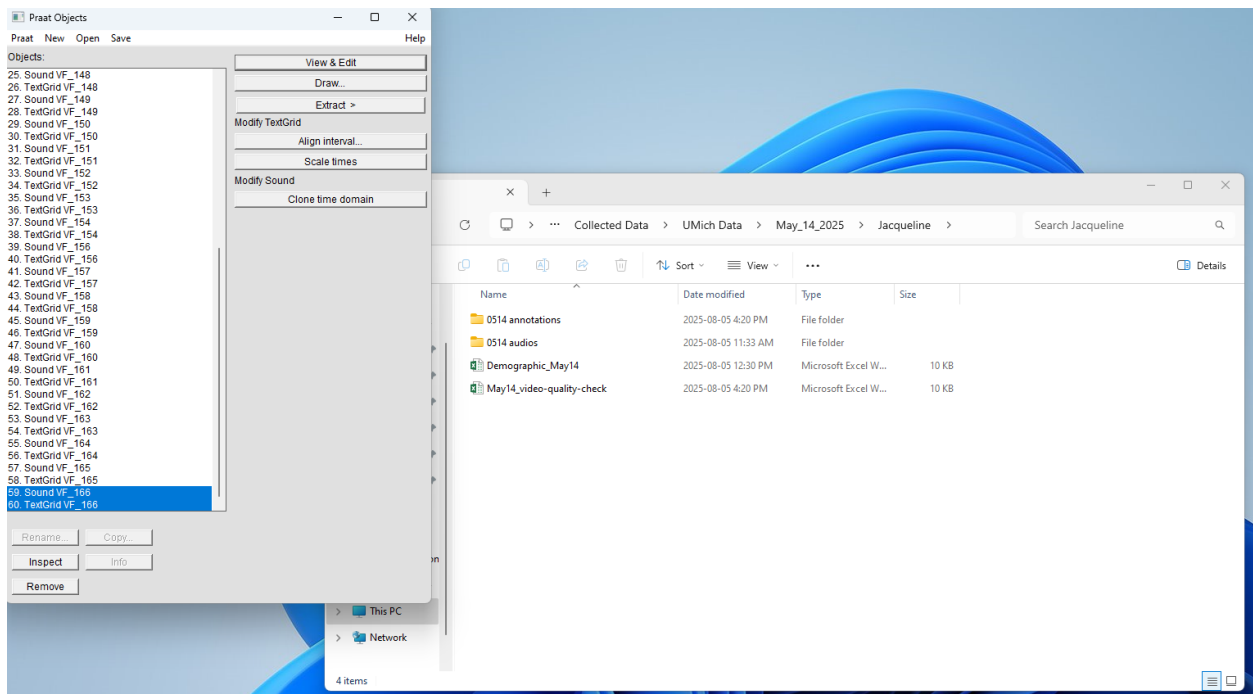 Praat Objects
Praat New Open Save Help
Objects:
25. Sound VF_148
26. TextGrid VF_148
27. Sound VF_149
28. TextGrid VF_149
29. Sound VF_150
30. TextGrid VF_150
31. Sound VF_151
32. TextGrid VF_151
33. Sound VF_152
34. TextGrid VF_152
35. Sound VF_153
36. TextGrid VF_153
37. Sound VF_154
38. TextGrid VF_154
39. Sound VF_156
40. TextGrid VF_156
41. Sound VF_157
42. TextGrid VF_157
43. Sound VF_158
44. TextGrid VF_158
45. Sound VF_159
46. TextGrid VF_159
47. Sound VF_160
48. TextGrid VF_160
49. Sound VF_161
50. TextGrid VF_161
51. Sound VF_162
52. TextGrid VF_162
53. Sound VF_163
54. TextGrid VF_163
55. Sound VF_164
56. TextGrid VF_164
57. Sound VF_165
58. TextGrid VF_165
59. Sound VF_166
60. TextGrid VF_166
View & Edit
Draw...
Extract >
Modify TextGrid
Align interval...
Scale times
Modify Sound
Clone time domain
Rename... Copy...
Inspect Info
Remove
> ··· Collected Data > UMich Data > May_14_2025 > Jacqueline > Search Jacqueline
Sort View ··· Details
Name Date modified Type Size
0514 annotations 2025-08-05 4:20 PM File folder
0514 audios 2025-08-05 11:33 AM File folder
Demographic_May14 2025-08-05 12:30 PM Microsoft Excel W... 10 KB
May14_video-quality-check 2025-08-05 4:20 PM Microsoft Excel W... 10 KB
on
> This PC
> Network
4 items